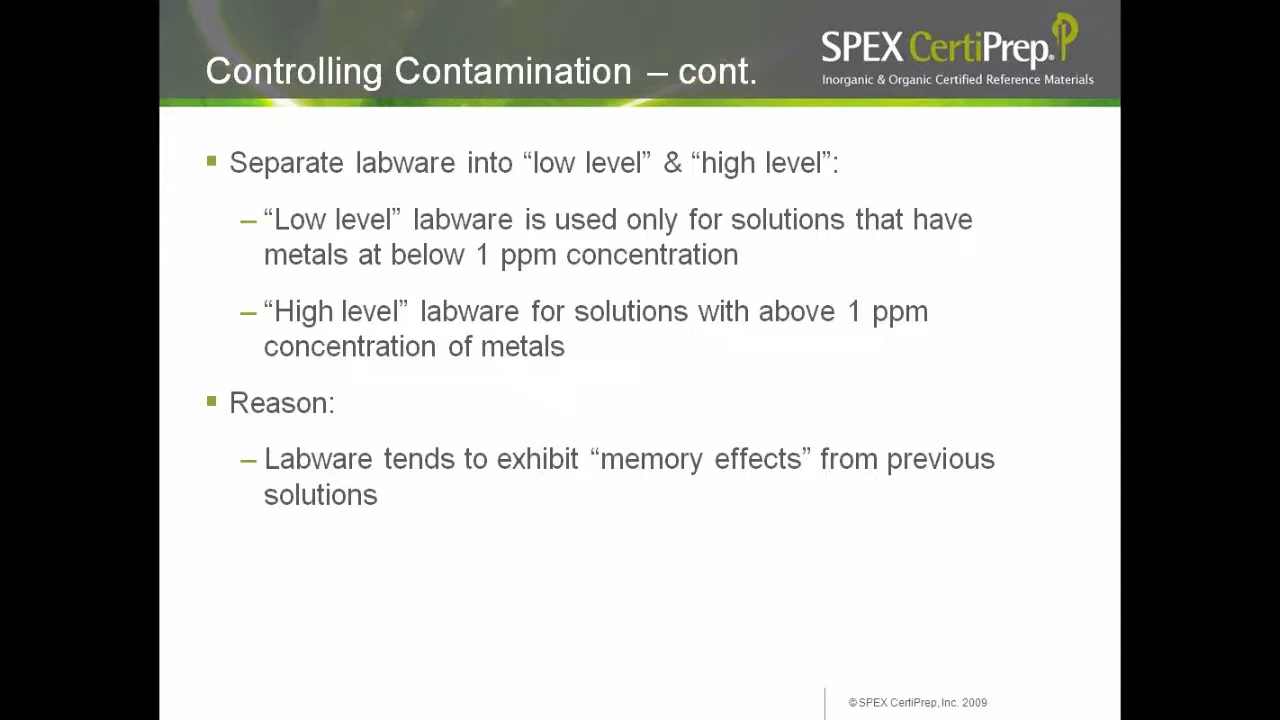 Controlling Contamination – cont.
SPEX CertiPrep.
Inorganic & Organic Certified Reference Materials
▪ Separate labware into “low level” & “high level”:
– “Low level” labware is used only for solutions that have
metals at below 1 ppm concentration
– “High level” labware for solutions with above 1 ppm
concentration of metals
▪ Reason:
– Labware tends to exhibit “memory effects” from previous
solutions
© SPEX CertiPrep, Inc. 2009